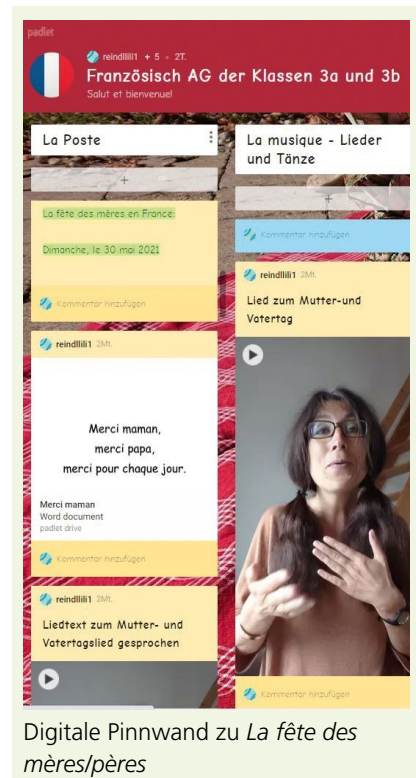 padlet
reindllili1 + 5 • 2T.
Französisch AG der Klassen 3a und 3b
Salut et bienvenue!
La Poste
La fête des mères en France:
Dimanche, le 30 mai 2021
Kommentar hinzufügen
reindllili1 2Mt.
Merci maman,
merci papa,
merci pour chaque jour.
Merci maman
Word document
padlet drive
Kommentar hinzufügen
reindllili1 2Mt.
Liedtext zum Mutter- und
Vatertagslied gesprochen
La musique - Lieder
und Tänze
Kommentar hinzufügen
reindllili1 2Mt.
Lied zum Mutter-und
Vatertag
Kommentar hinzufügen
Digitale Pinnwand zu La fête des
mères/pères